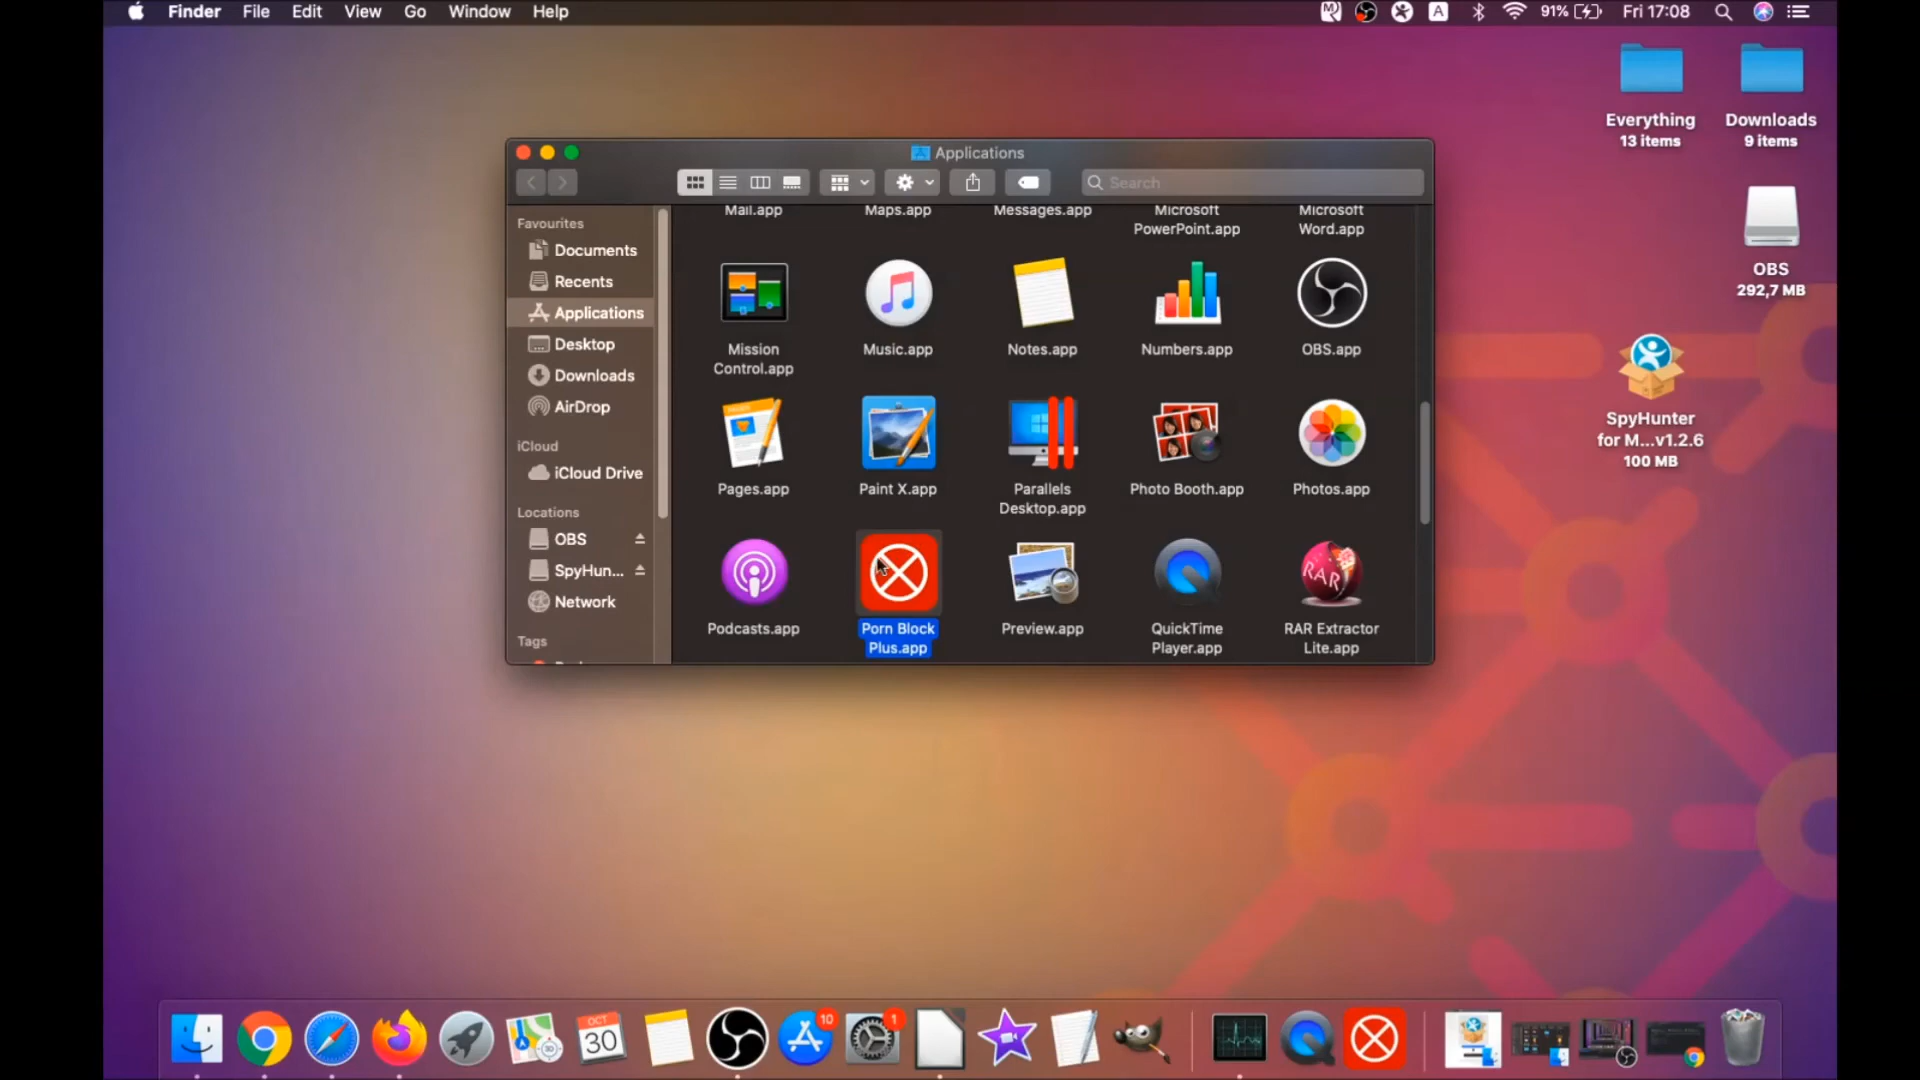 Finder File Edit View Go Window Help
A 91% Fri 17:08
Everything
13 items
Downloads
9 items
OBS
292,7 MB
SpyHunter
for M...v1.2.6
100 MB
Applications
Search
Favourites
Documents
Recents
Applications
Desktop
Downloads
AirDrop
iCloud
iCloud Drive
Locations
OBS
SpyHun...
Network
Tags
Mail.app
Maps.app
Messages.app
Microsoft
PowerPoint.app
Microsoft
Word.app
Mission
Control.app
Music.app
Notes.app
Numbers.app
OBS.app
Pages.app
Paint X.app
Parallels
Desktop.app
Photo Booth.app
Photos.app
RAR
Podcasts.app
Porn Block
Plus.app
Preview.app
QuickTime
Player.app
RAR Extractor
Lite.app
OCT
30
10
1